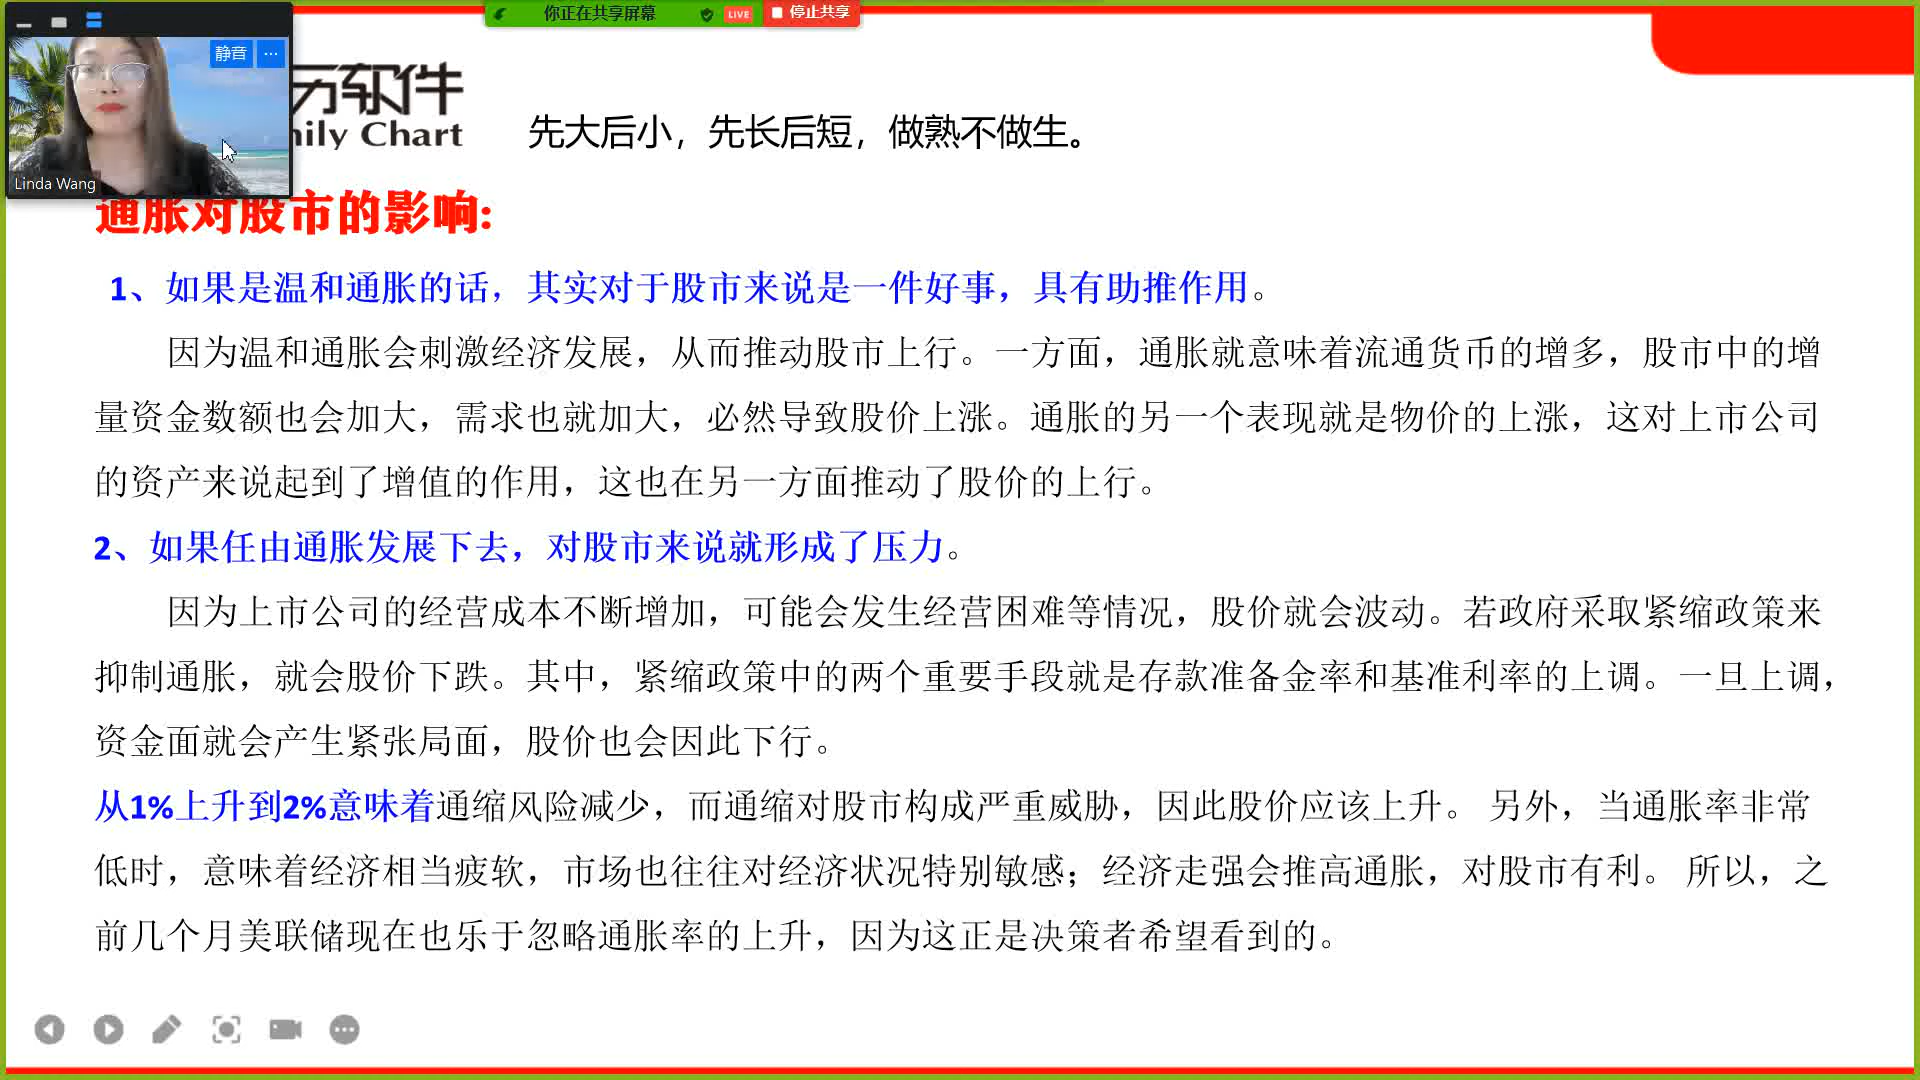 你正在共享屏幕
LIVE
停止共享
静音
Linda Wang
历软件
mily Chart
先大后小，先长后短，做熟不做生。
通胀对股市的影响:
1、如果是温和通胀的话，其实对于股市来说是一件好事，具有助推作用。
因为温和通胀会刺激经济发展，从而推动股市上行。一方面，通胀就意味着流通货币的增多，股市中的增
量资金数额也会加大，需求也就加大，必然导致股价上涨。通胀的另一个表现就是物价的上涨，这对上市公司
的资产来说起到了增值的作用，这也在另一方面推动了股价的上行。
2、如果任由通胀发展下去，对股市来说就形成了压力。
因为上市公司的经营成本不断增加，可能会发生经营困难等情况，股价就会波动。若政府采取紧缩政策来
抑制通胀，就会股价下跌。其中，紧缩政策中的两个重要手段就是存款准备金率和基准利率的上调。一旦上调，
资金面就会产生紧张局面，股价也会因此下行。
从1%上升到2%意味着通缩风险减少，而通缩对股市构成严重威胁，因此股价应该上升。 另外，当通胀率非常
低时，意味着经济相当疲软，市场也往往对经济状况特别敏感；经济走强会推高通胀，对股市有利。 所以，之
前几个月美联储现在也乐于忽略通胀率的上升，因为这正是决策者希望看到的。